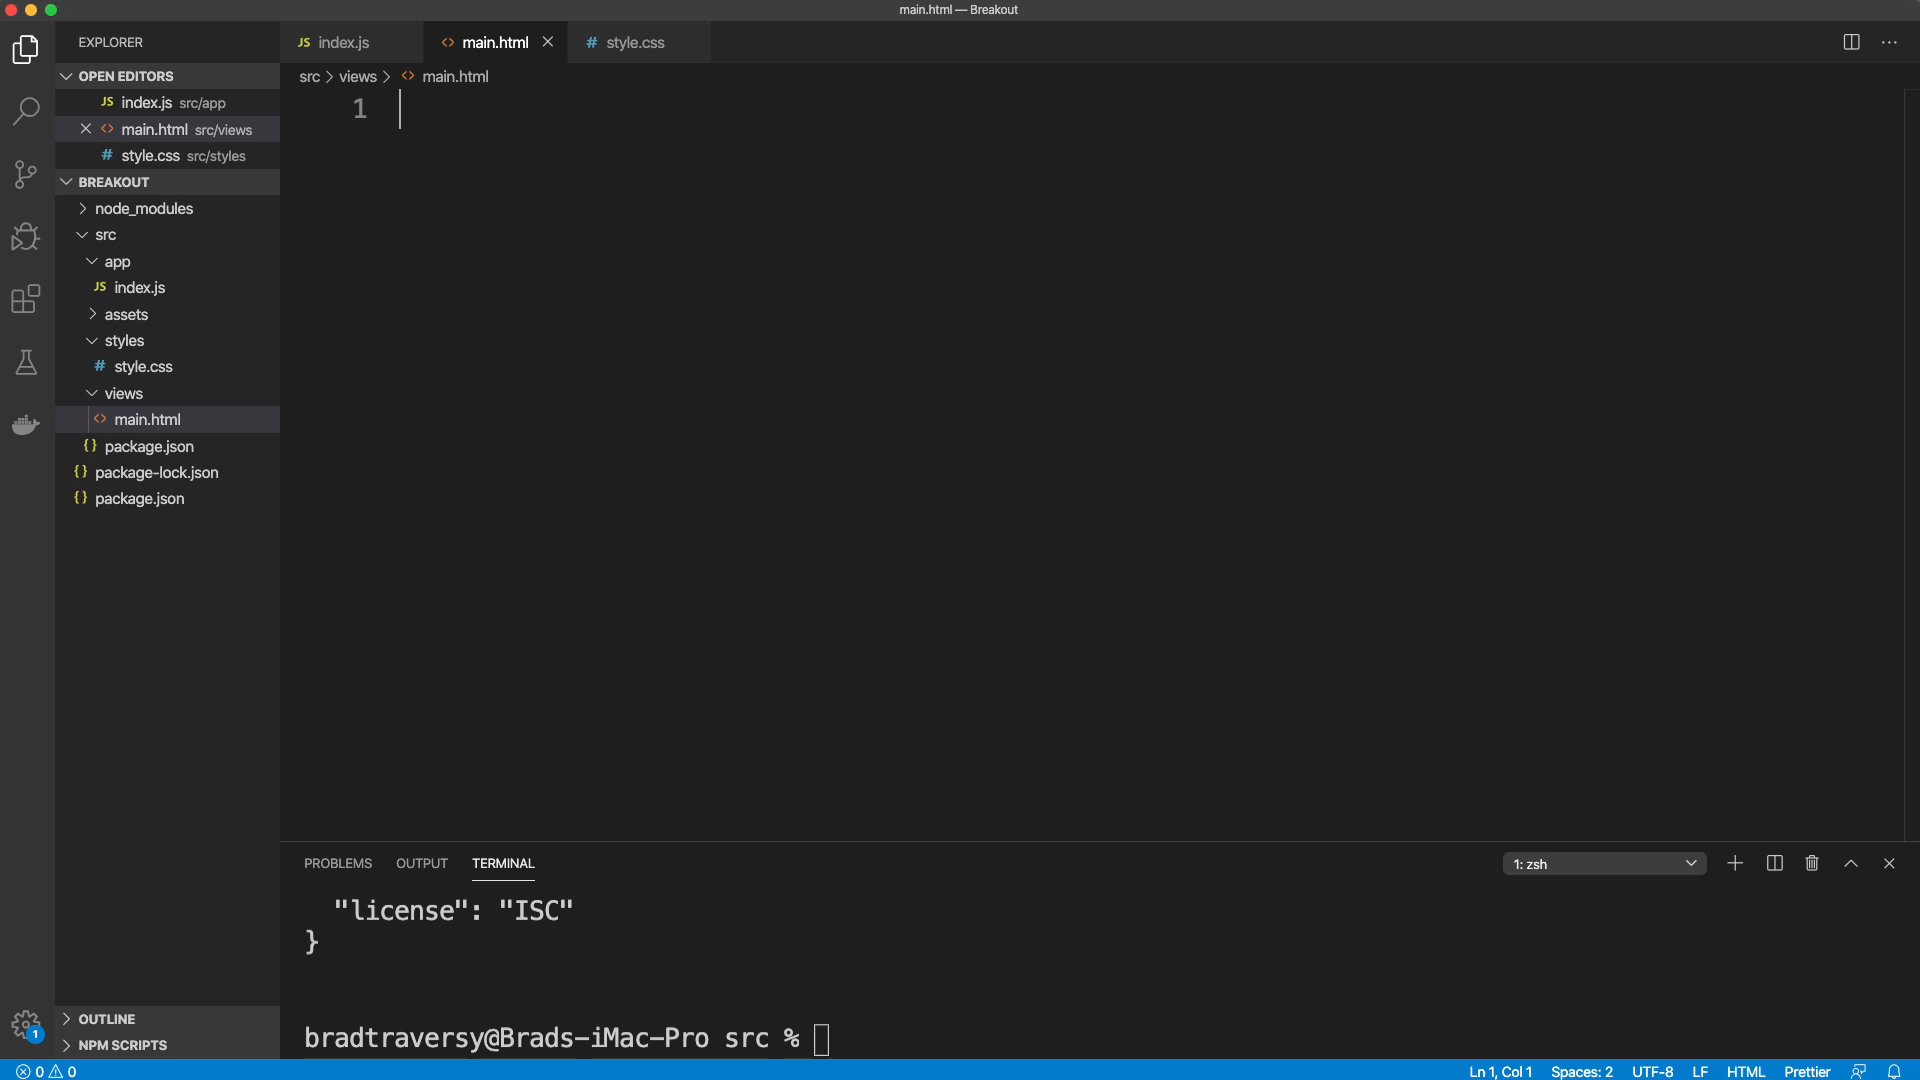 main.html — Breakout
EXPLORER
OPEN EDITORS
JS index.js src/app
<> main.html src/views
# style.css src/styles
BREAKOUT
node_modules
src
app
JS index.js
assets
styles
# style.css
views
<> main.html
{} package.json
{} package-lock.json
{} package.json
OUTLINE
NPM SCRIPTS
1
JS index.js
<> main.html
# style.css
src > views > <> main.html
1
PROBLEMS OUTPUT TERMINAL
1: zsh
"license": "ISC"
}
bradtraversy@Brads-iMac-Pro src %
0 0
Ln 1, Col 1 Spaces: 2 UTF-8 LF HTML Prettier